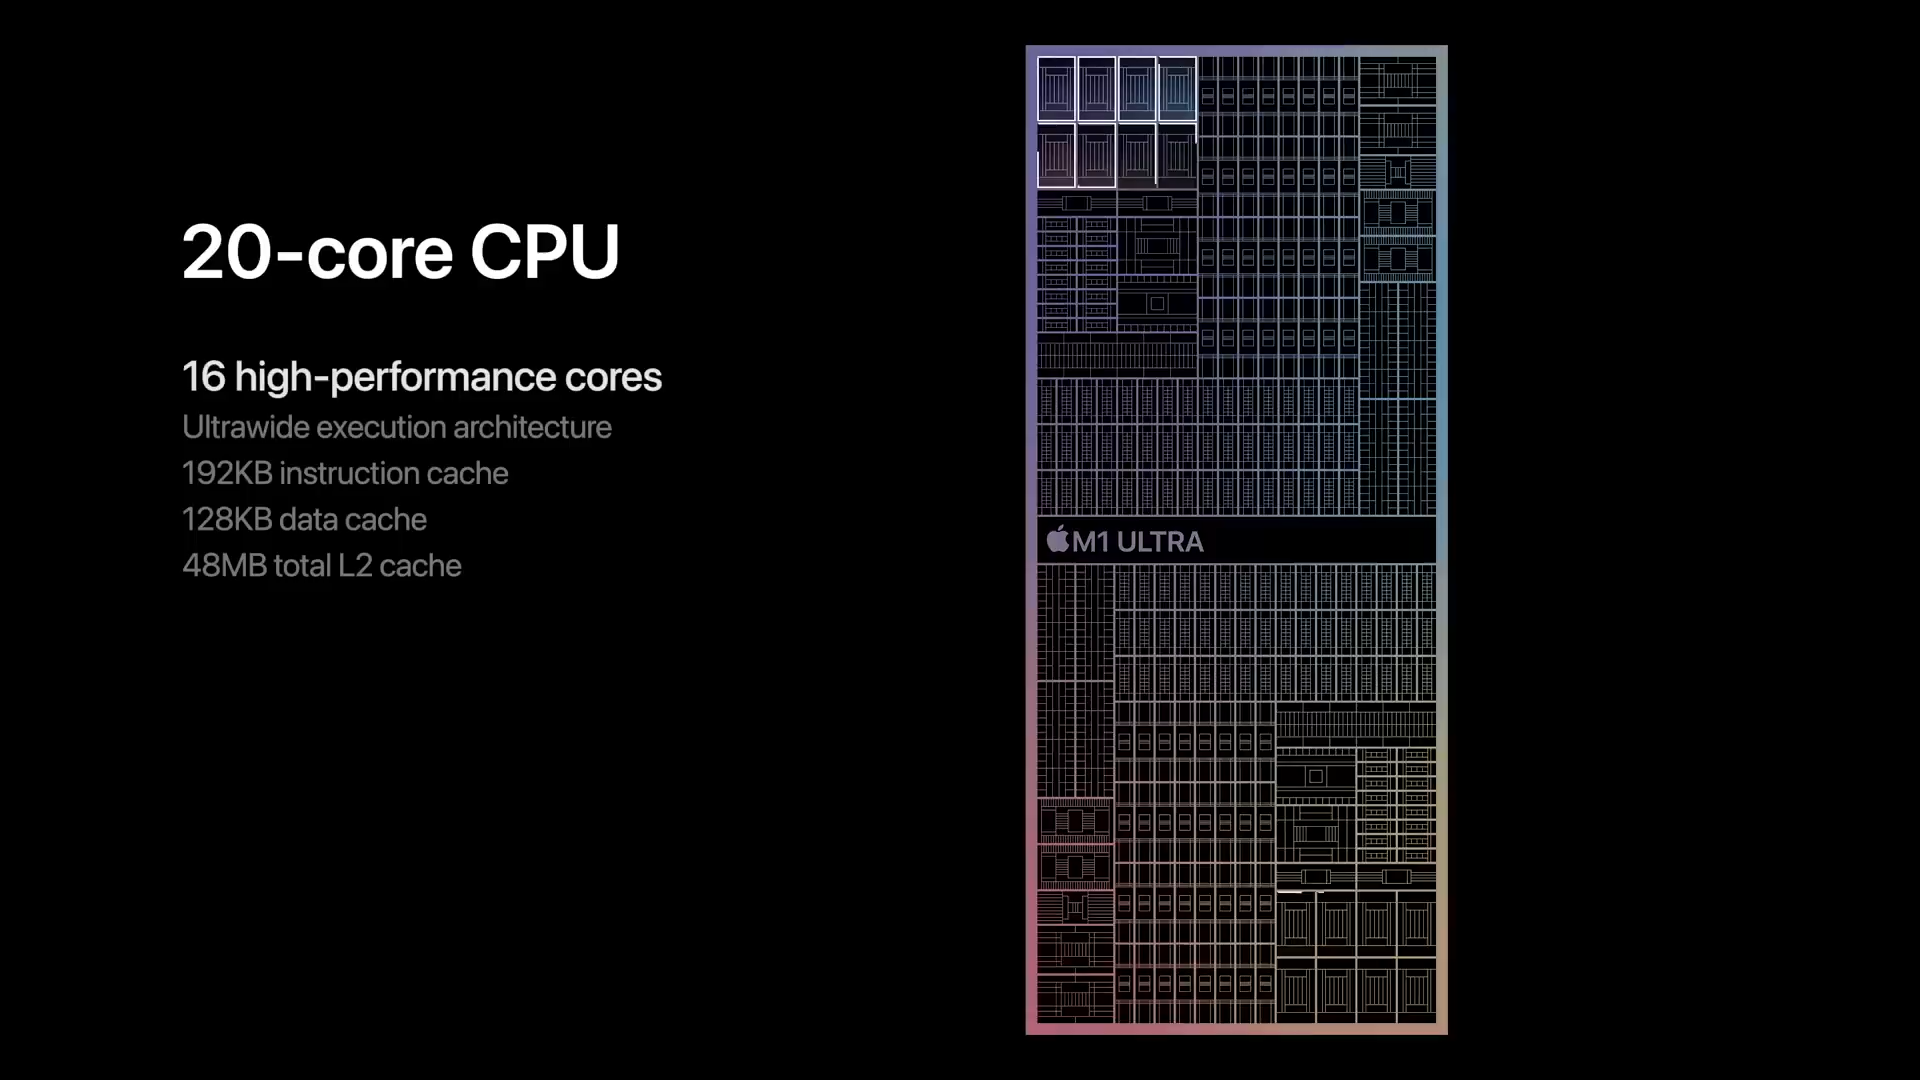 20-core CPU
16 high-performance cores
Ultrawide execution architecture
192KB instruction cache
128KB data cache
48MB total L2 cache
M1 ULTRA